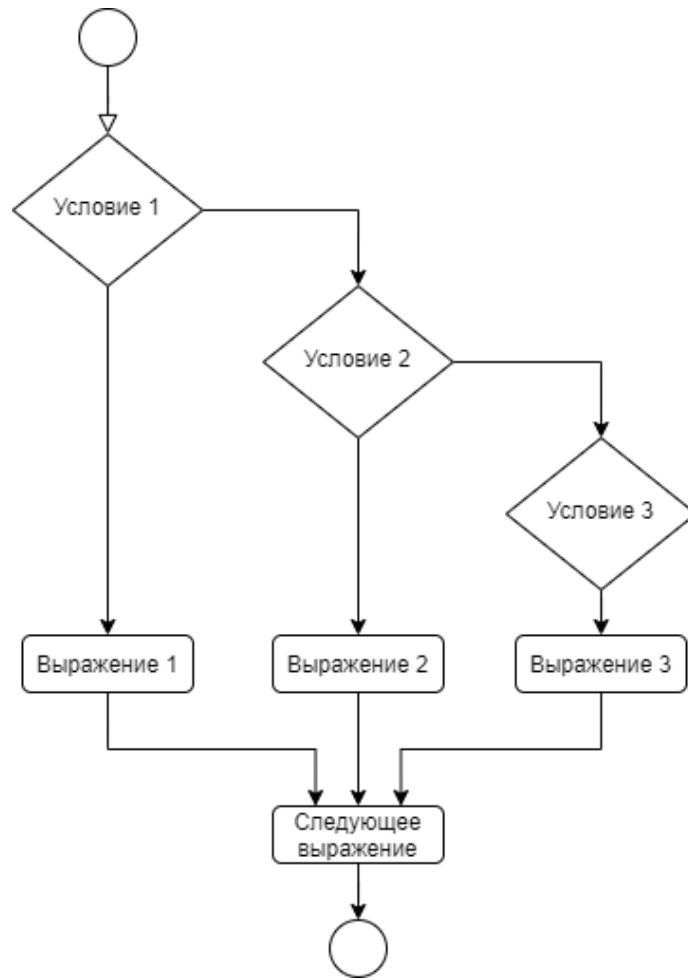 Условие 1
Условие 2
Условие 3
Выражение 1
Выражение 2
Выражение 3
Следующее
выражение